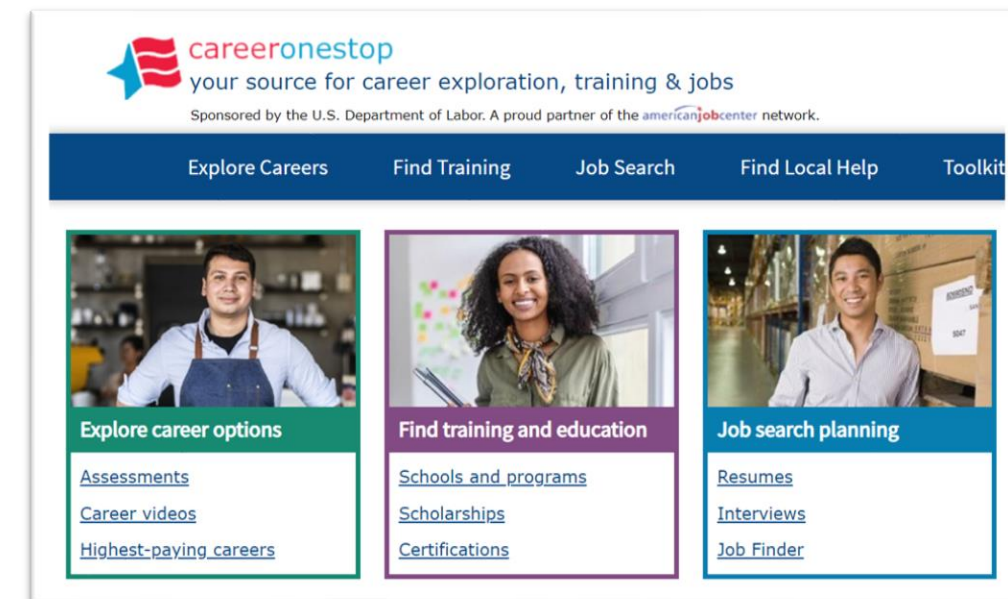 careeronestop
your source for career exploration, training & jobs
Sponsored by the U.S. Department of Labor. A proud partner of the americanjobcenter network.
Explore Careers Find Training Job Search Find Local Help Toolkit
Explore career options
Assessments
Career videos
Highest-paying careers
Find training and education
Schools and programs
Scholarships
Certifications
Job search planning
Resumes
Interviews
Job Finder